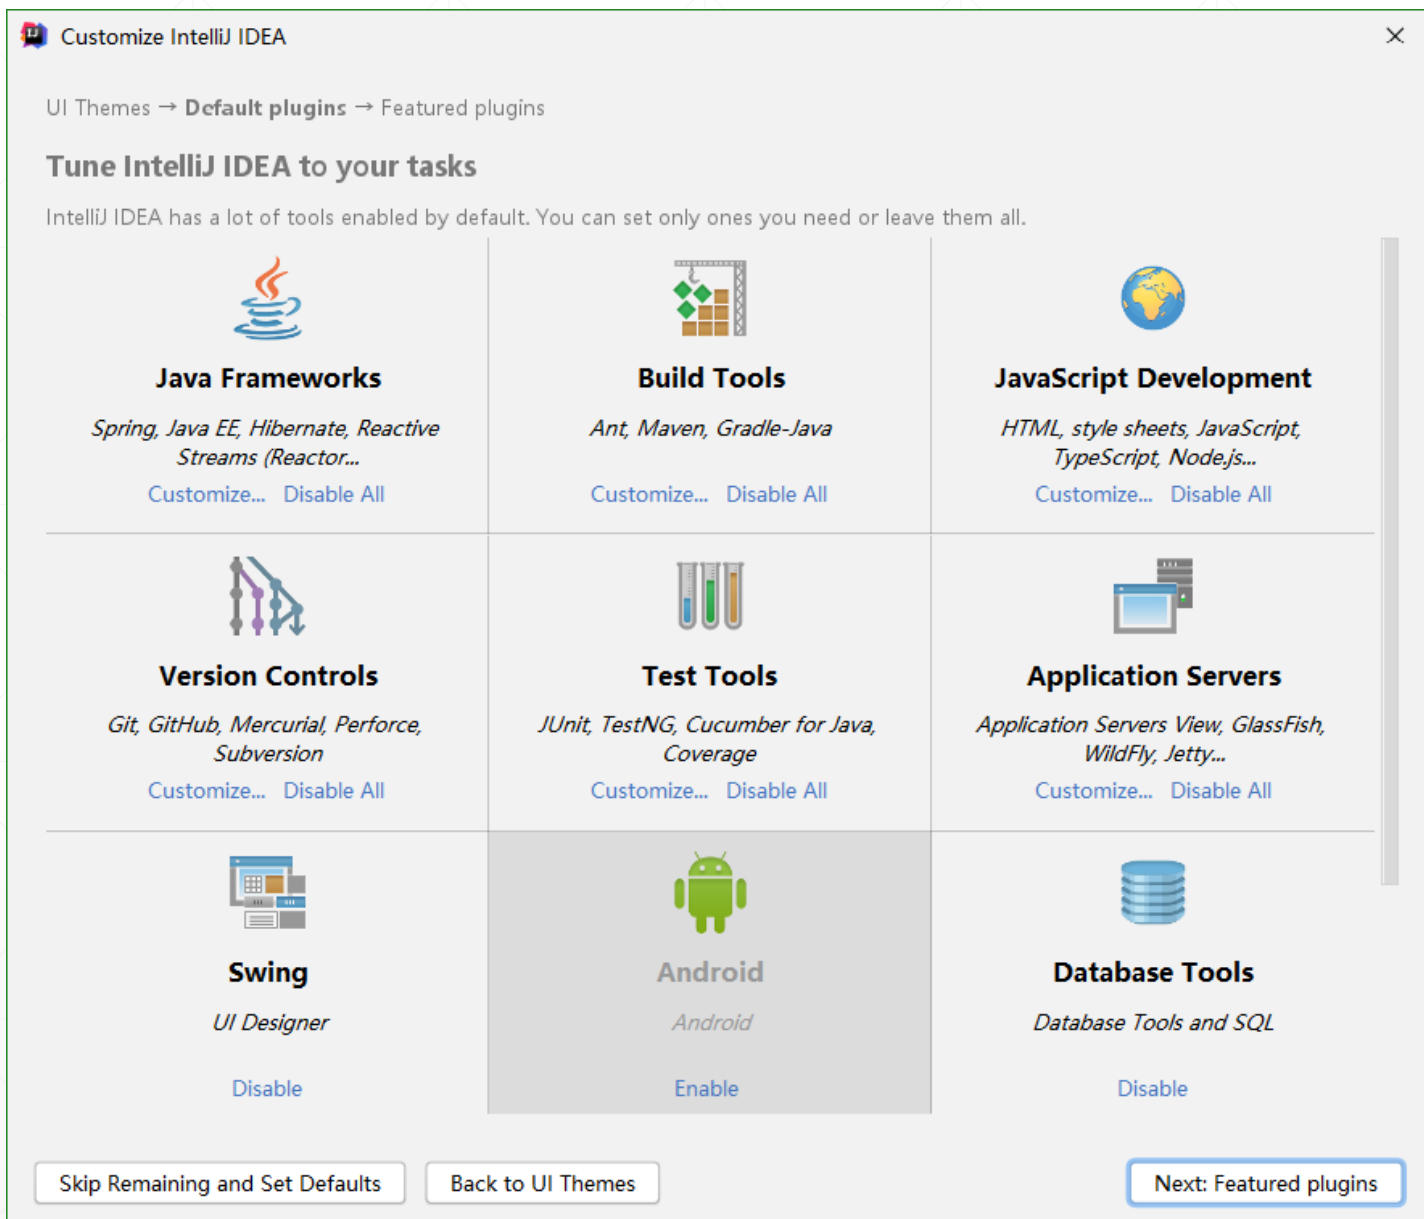 Customize IntelliJ IDEA
UI Themes → Default plugins → Featured plugins
Tune IntelliJ IDEA to your tasks
IntelliJ IDEA has a lot of tools enabled by default. You can set only ones you need or leave them all.
Java Frameworks
Spring, Java EE, Hibernate, Reactive
Streams (Reactor...
Customize... Disable All
Build Tools
Ant, Maven, Gradle-Java
Customize... Disable All
JavaScript Development
HTML, style sheets, JavaScript,
TypeScript, Node.js...
Customize... Disable All
Version Controls
Git, GitHub, Mercurial, Perforce,
Subversion
Customize... Disable All
Test Tools
JUnit, TestNG, Cucumber for Java,
Coverage
Customize... Disable All
Application Servers
Application Servers View, GlassFish,
WildFly, Jetty...
Customize... Disable All
Swing
UI Designer
Disable
Android
Android
Enable
Database Tools
Database Tools and SQL
Disable
Skip Remaining and Set Defaults
Back to UI Themes
Next: Featured plugins